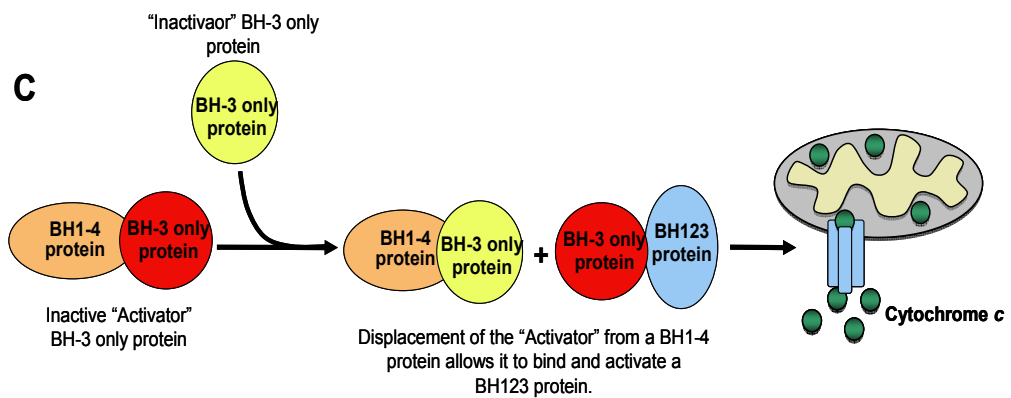 C
"Inactivaor" BH-3 only
protein
BH-3 only
protein
BH1-4
protein
BH-3 only
protein
Inactive "Activator"
BH-3 only protein
BH1-4
protein
BH-3 only
protein
+
BH-3 only
protein
BH123
protein
Displacement of the "Activator" from a BH1-4
protein allows it to bind and activate a
BH123 protein.
Cytochrome c